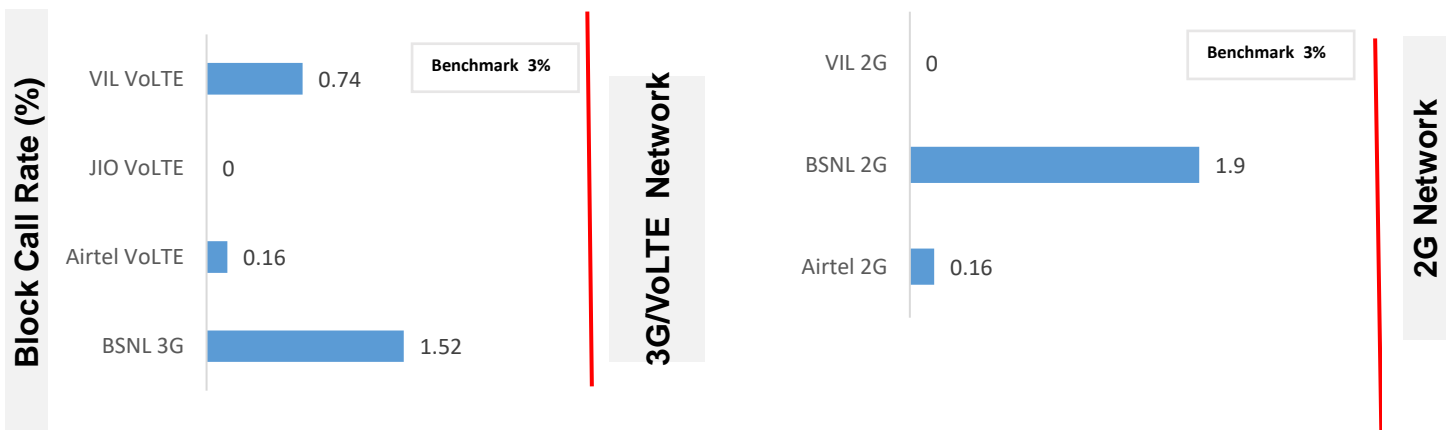 Block Call Rate (%)
Benchmark 3%
VIL VoLTE
0.74
JIO VoLTE
0
Airtel VoLTE
0.16
BSNL 3G
1.52
3G/VoLTE Network
Benchmark 3%
VIL 2G
0
BSNL 2G
1.9
Airtel 2G
0.16
2G Network